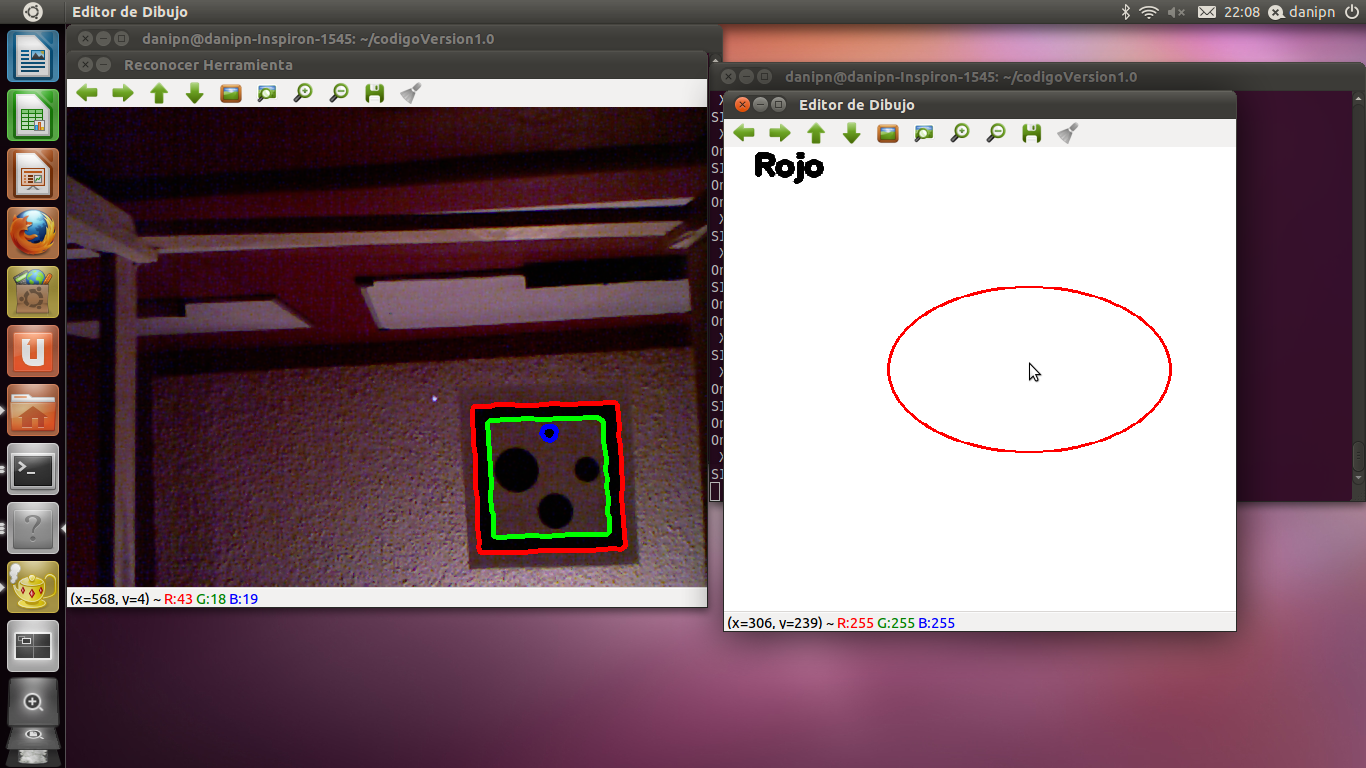 Editor de Dibujo
22:08
danipn
danipn@danipn-Inspiron-1545: ~/codigoVersion1.0
Reconocer Herramienta
(x=568, y=4) ~ R:43 G:18 B:19
danipn@danipn-Inspiron-1545: ~/codigoVersion1.0
Editor de Dibujo
Rojo
(x=306, y=239) ~ R:255 G:255 B:255